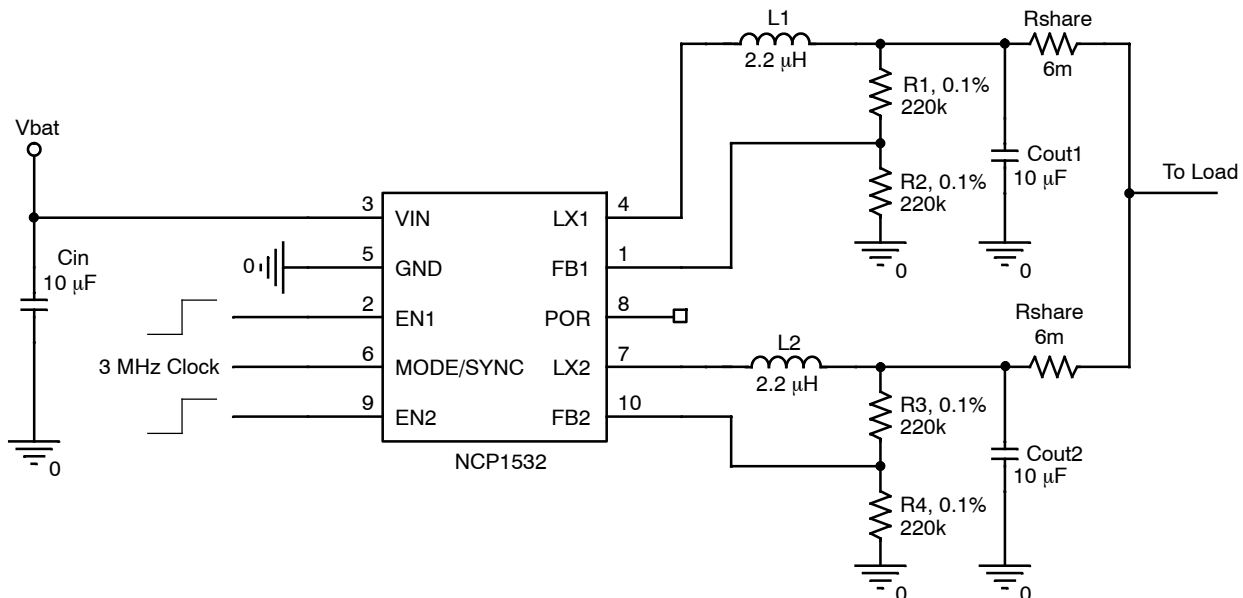 L1
2.2 μH
Rshare
6m
R1, 0.1%
220k
Vbat
Cout1
10 μF
To Load
R2, 0.1%
220k
3
VIN
LX1
4
0
0
Cin
10 μF
0
5
GND
FB1
1
2
EN1
POR
8
Rshare
6m
3 MHz Clock
6
MODE/SYNC
LX2
7
L2
2.2 μH
9
EN2
FB2
10
R3, 0.1%
220k
Cout2
10 μF
0
NCP1532
R4, 0.1%
220k
0
0